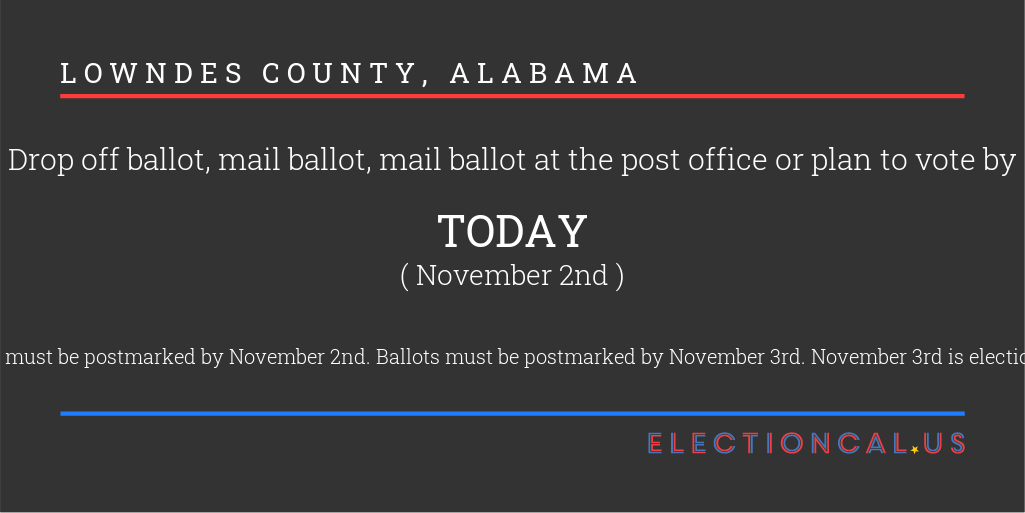 LOWNDES COUNTY, ALABAMA
Drop off ballot, mail ballot, mail ballot at the post office or plan to vote by
TODAY
( November 2nd )
must be postmarked by November 2nd. Ballots must be postmarked by November 3rd. November 3rd is electio
ELECTIONCAL.US